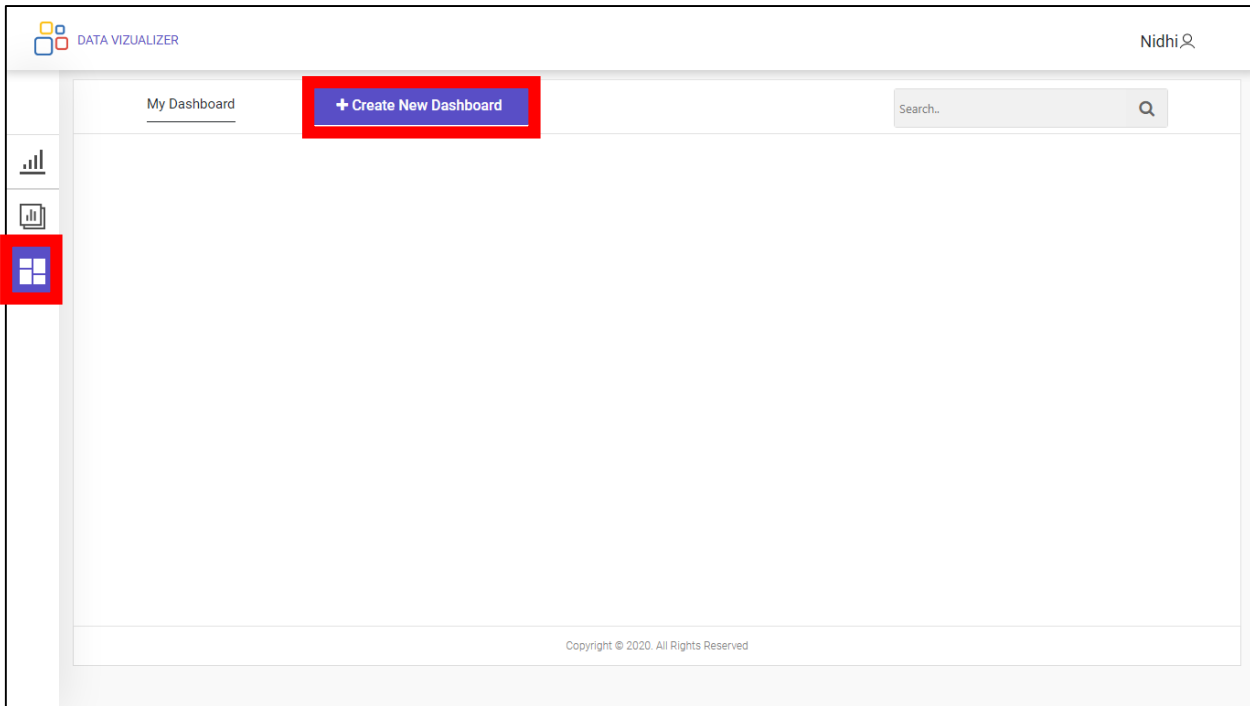 DATA VIZUALIZER
Nidhi
My Dashboard
+ Create New Dashboard
Search..
Copyright © 2020. All Rights Reserved